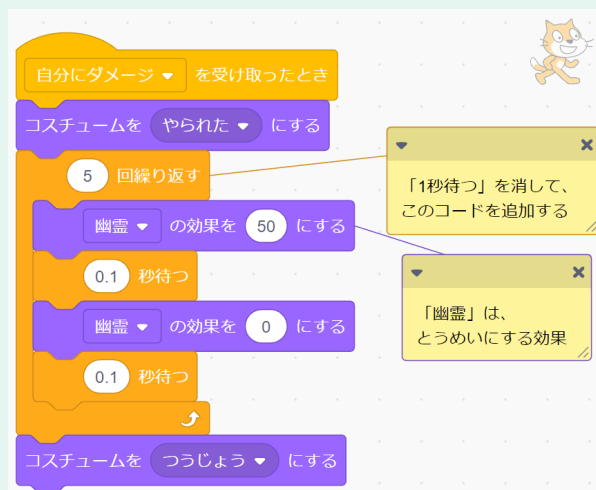 自分にダメージ を受け取ったとき
コスチュームを やられた にする
5 回繰り返す
幽霊 の効果を 50 にする
0.1 秒待つ
幽霊 の効果を 0 にする
0.1 秒待つ
コスチュームを つうじょう にする
「1秒待つ」を消して、
このコードを追加する
「幽霊」は、
とうめいにする効果